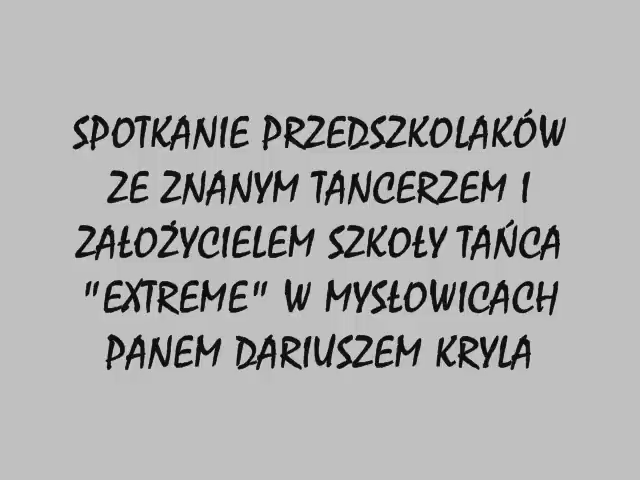 SPOTKANIE PRZEDSZKOLAKÓW
ZE ZNANYM TANCERZEM I
ZAŁOŻYCIELEM SZKOŁY TAŃCA
"EXTREME" W MYSŁOWICACH
PANEM DARIUSZEM KRYLA